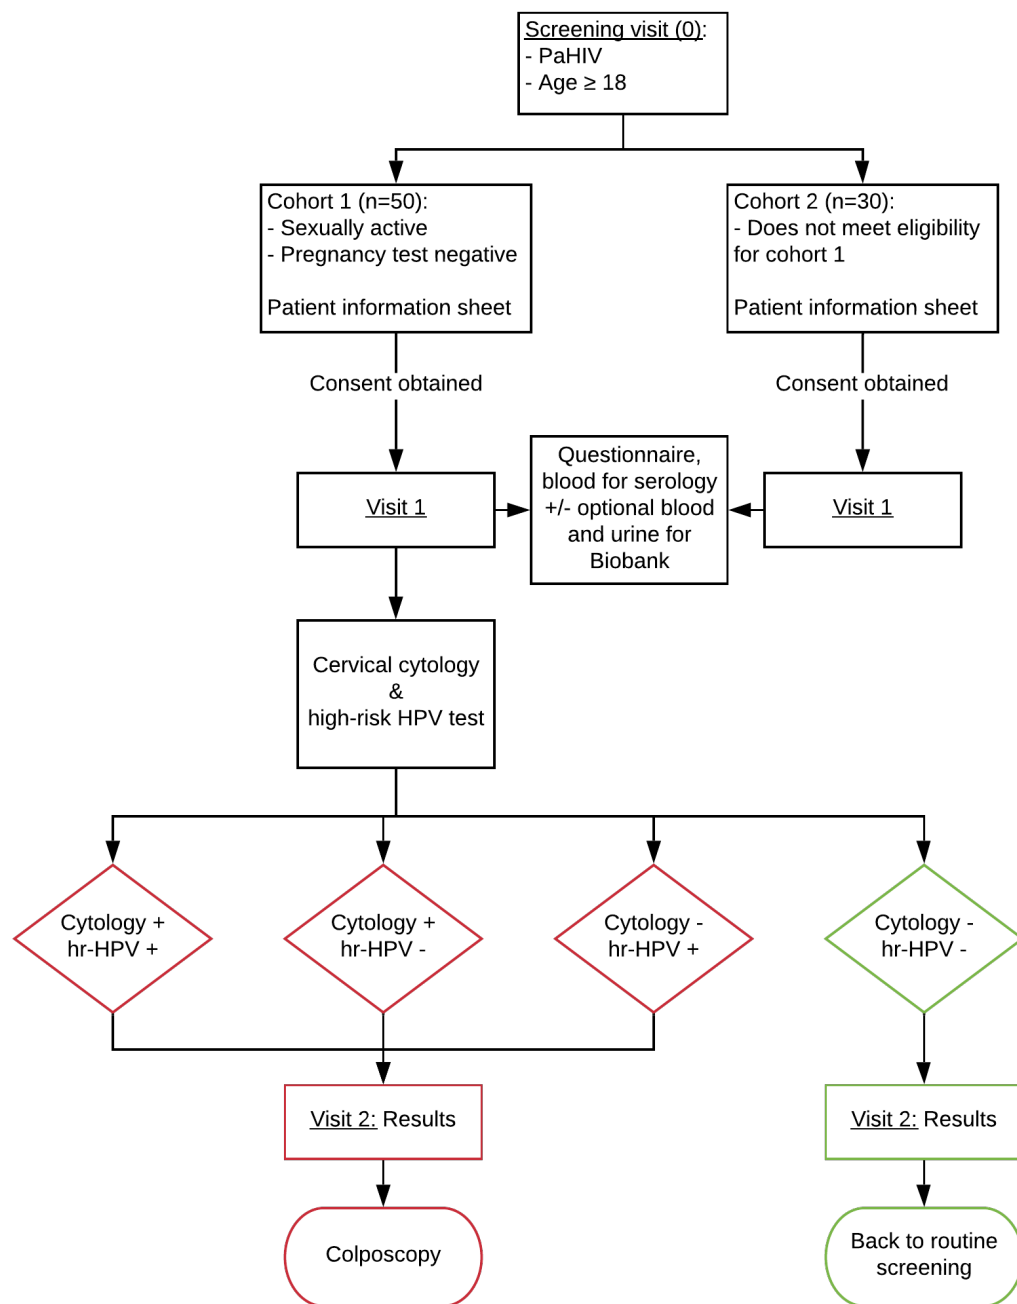 Screening visit (0):
- PaHIV
- Age ≥ 18
Cohort 1 (n=50):
- Sexually active
- Pregnancy test negative
Patient information sheet
Cohort 2 (n=30):
- Does not meet eligibility
for cohort 1
Patient information sheet
Consent obtained
Consent obtained
Visit 1
Questionnaire,
blood for serology
+/- optional blood
and urine for
Biobank
Visit 1
Cervical cytology
&
high-risk HPV test
Cytology +
hr-HPV +
Cytology +
hr-HPV -
Cytology -
hr-HPV +
Cytology -
hr-HPV -
Visit 2: Results
Visit 2: Results
Colposcopy
Back to routine
screening